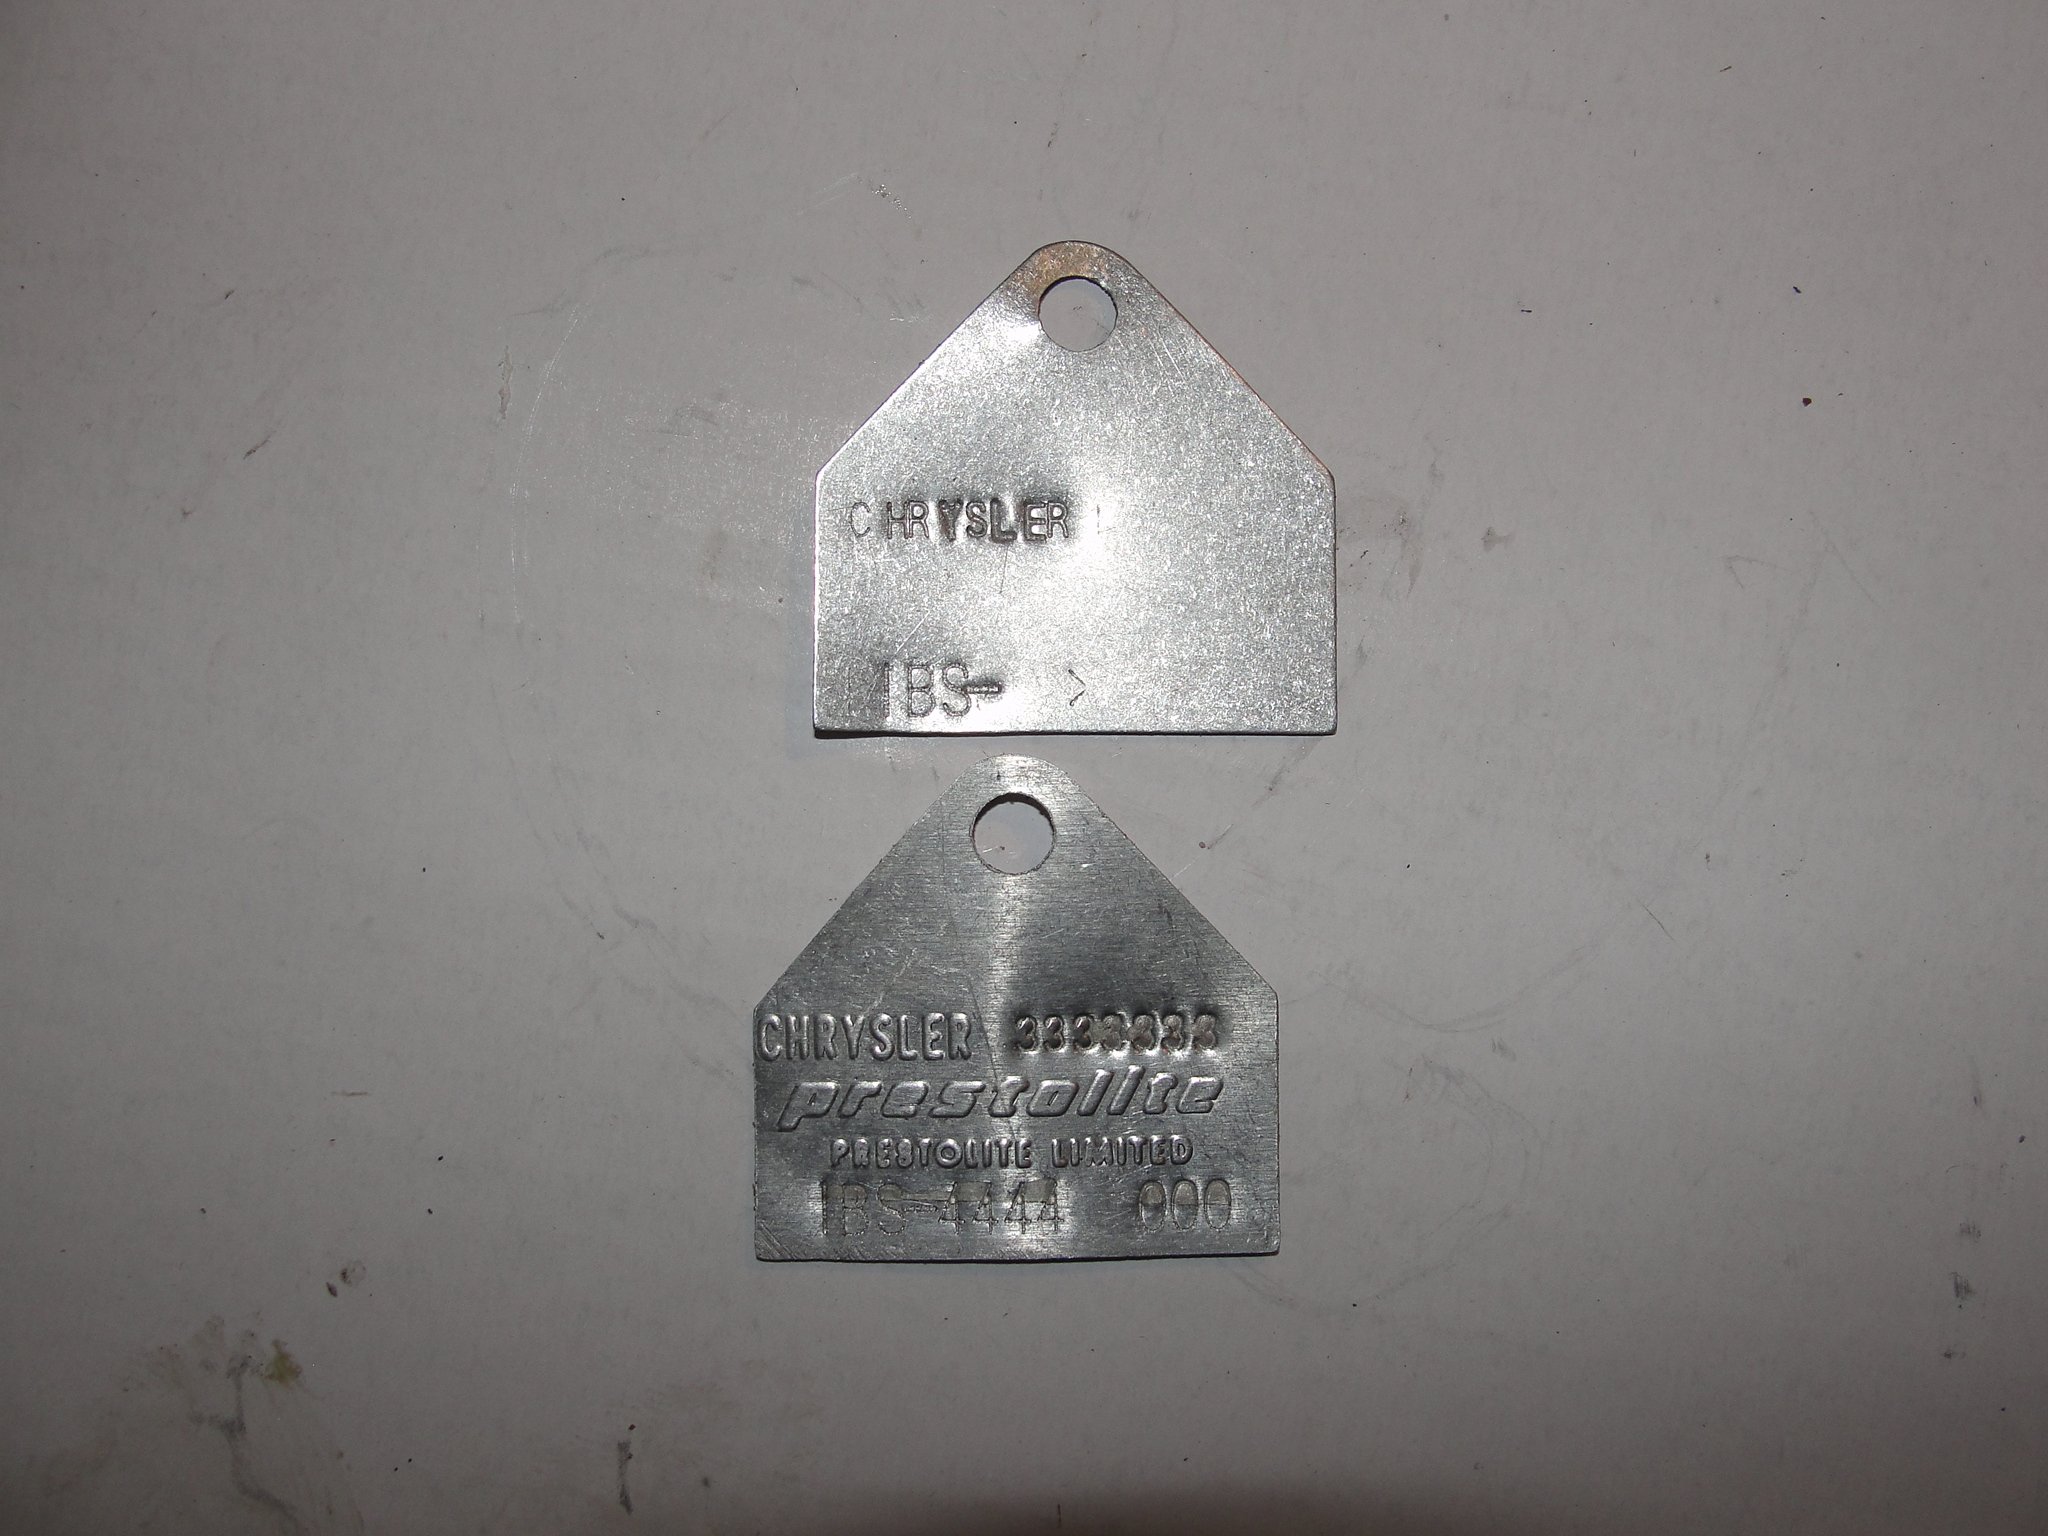 CHRYSLER
IBS-
CHRYSLER 3333333
prestolite
PRESTOLITE LIMITED
IBS-4444 000